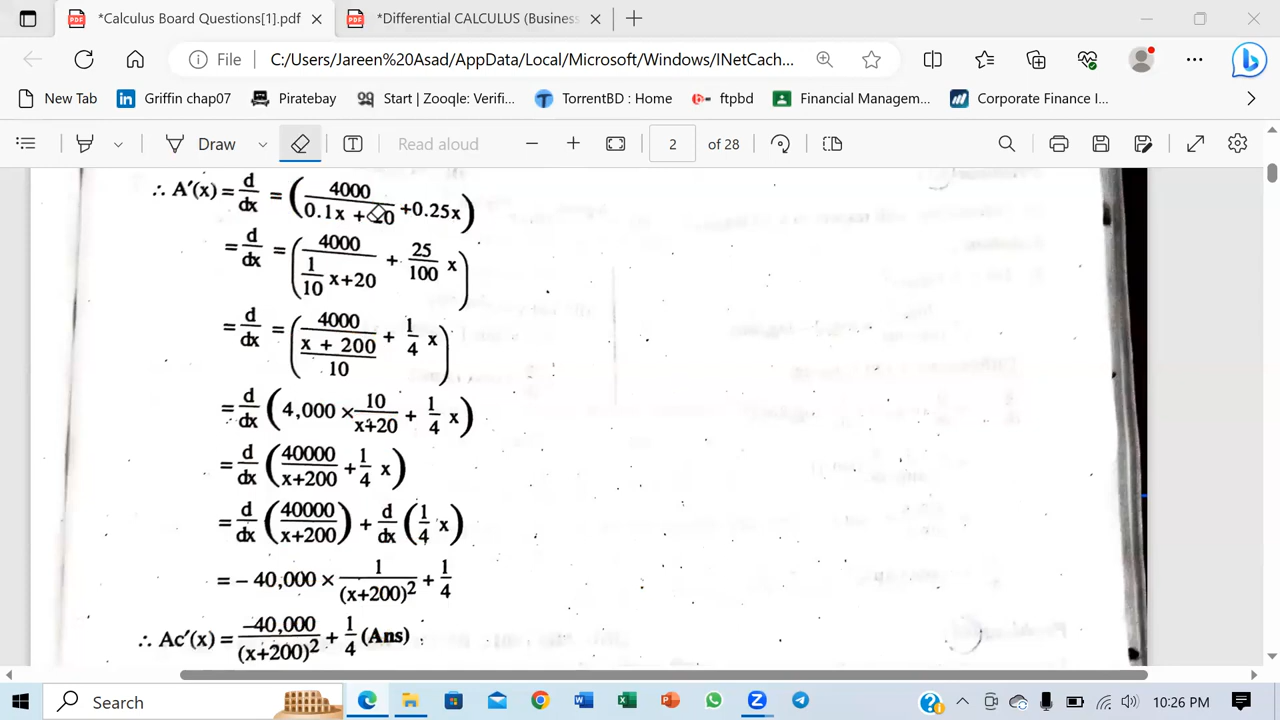 *Calculus Board Questions[1].pdf
*Differential CALCULUS (Business
File C:/Users/Jareen%20Asad/AppData/Local/Microsoft/Windows/INetCach...
New Tab Griffin chap07 Piratebay Start | Zooqle: Verifi... TorrentBD : Home ftpbd Financial Managem... Corporate Finance I...
Draw Read aloud 2 of 28
∴ A′(x) = d/dx = (4000/(0.1x + 20) +0.25x)
= d/dx = (4000/(1/10 x+20) + 25/100 x)
= d/dx = (4000/((x + 200)/10) + 1/4 x)
= d/dx (4,000 × 10/(x+20) + 1/4 x)
= d/dx (40000/(x+200) + 1/4 x)
= d/dx (40000/(x+200)) + d/dx (1/4 x)
= – 40,000 × 1/(x+200)² + 1/4
∴ Ac′(x) = –40,000/(x+200)² + 1/4 (Ans)
Search 10:26 PM